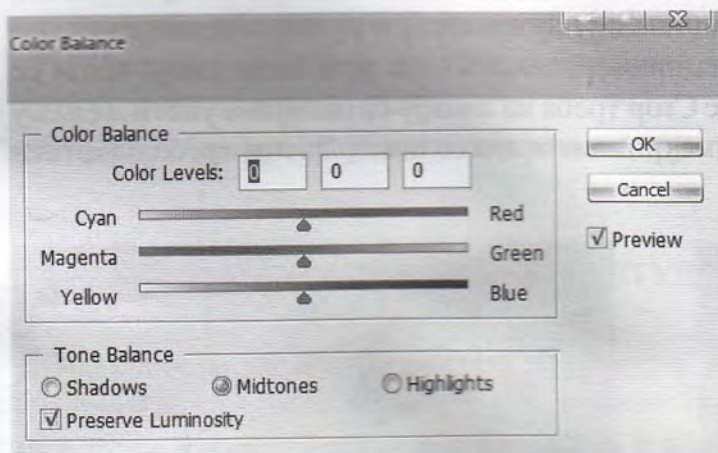 Color Balance
Color Balance
Color Levels: 0 0 0
Cyan Red
Magenta Green
Yellow Blue
OK
Cancel
Preview
Tone Balance
Shadows Midtones Highlights
Preserve Luminosity